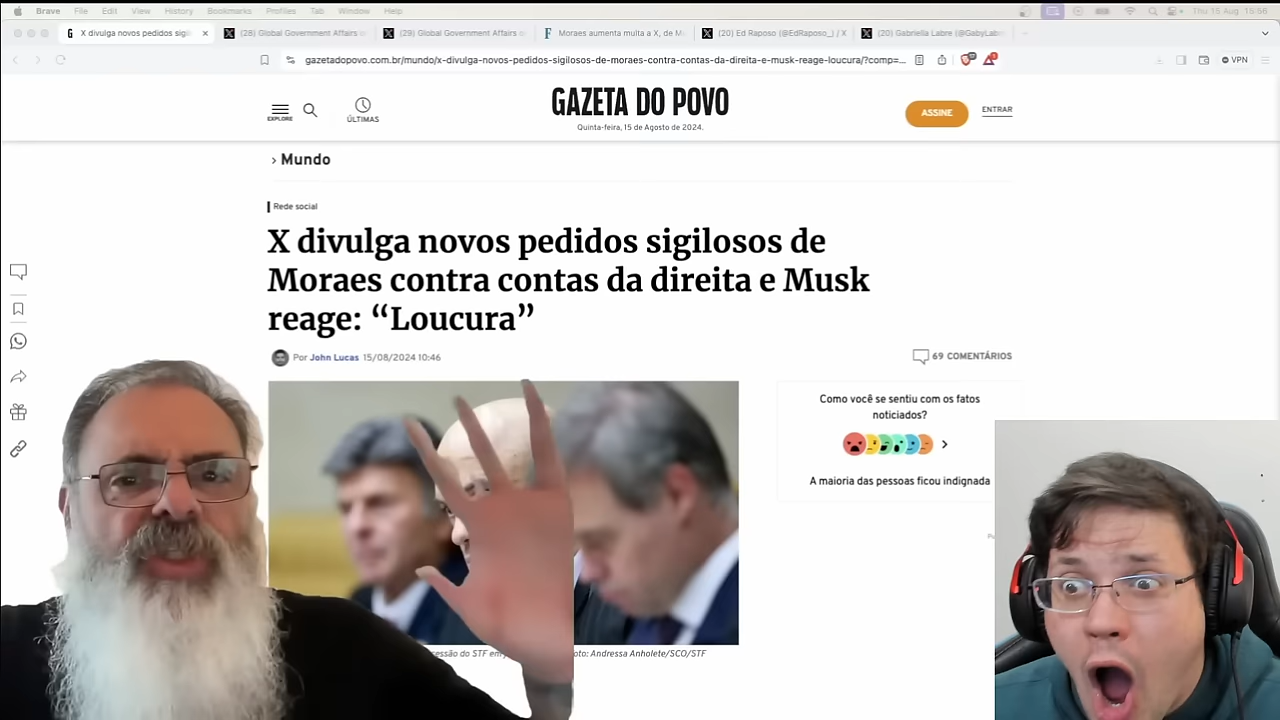 Brave File Edit View History Bookmarks Profiles Tab Window Help
Thu 15 Aug 15:56
X divulga novos pedidos sigil
(28) Global Government Affairs
(29) Global Government Affairs
Moraes aumenta multa a X, de M
(20) Ed Raposo (@EdRaposo_) / X
(20) Gabriella Labre (@GabyLabre
gazetadopovo.com.br/mundo/x-divulga-novos-pedidos-sigilosos-de-moraes-contra-contas-da-direita-e-musk-reage-loucura/?comp=...
VPN
EXPLORE
ÚLTIMAS
GAZETA DO POVO
Quinta-feira, 15 de Agosto de 2024.
ASSINE
ENTRAR
Mundo
Rede social
X divulga novos pedidos sigilosos de
Moraes contra contas da direita e Musk
reage: “Loucura”
Por John Lucas 15/08/2024 10:46
69 COMENTÁRIOS
Como você se sentiu com os fatos
noticiados?
A maioria das pessoas ficou indignada
do STF em
oto: Andressa Anholete/SCO/STF